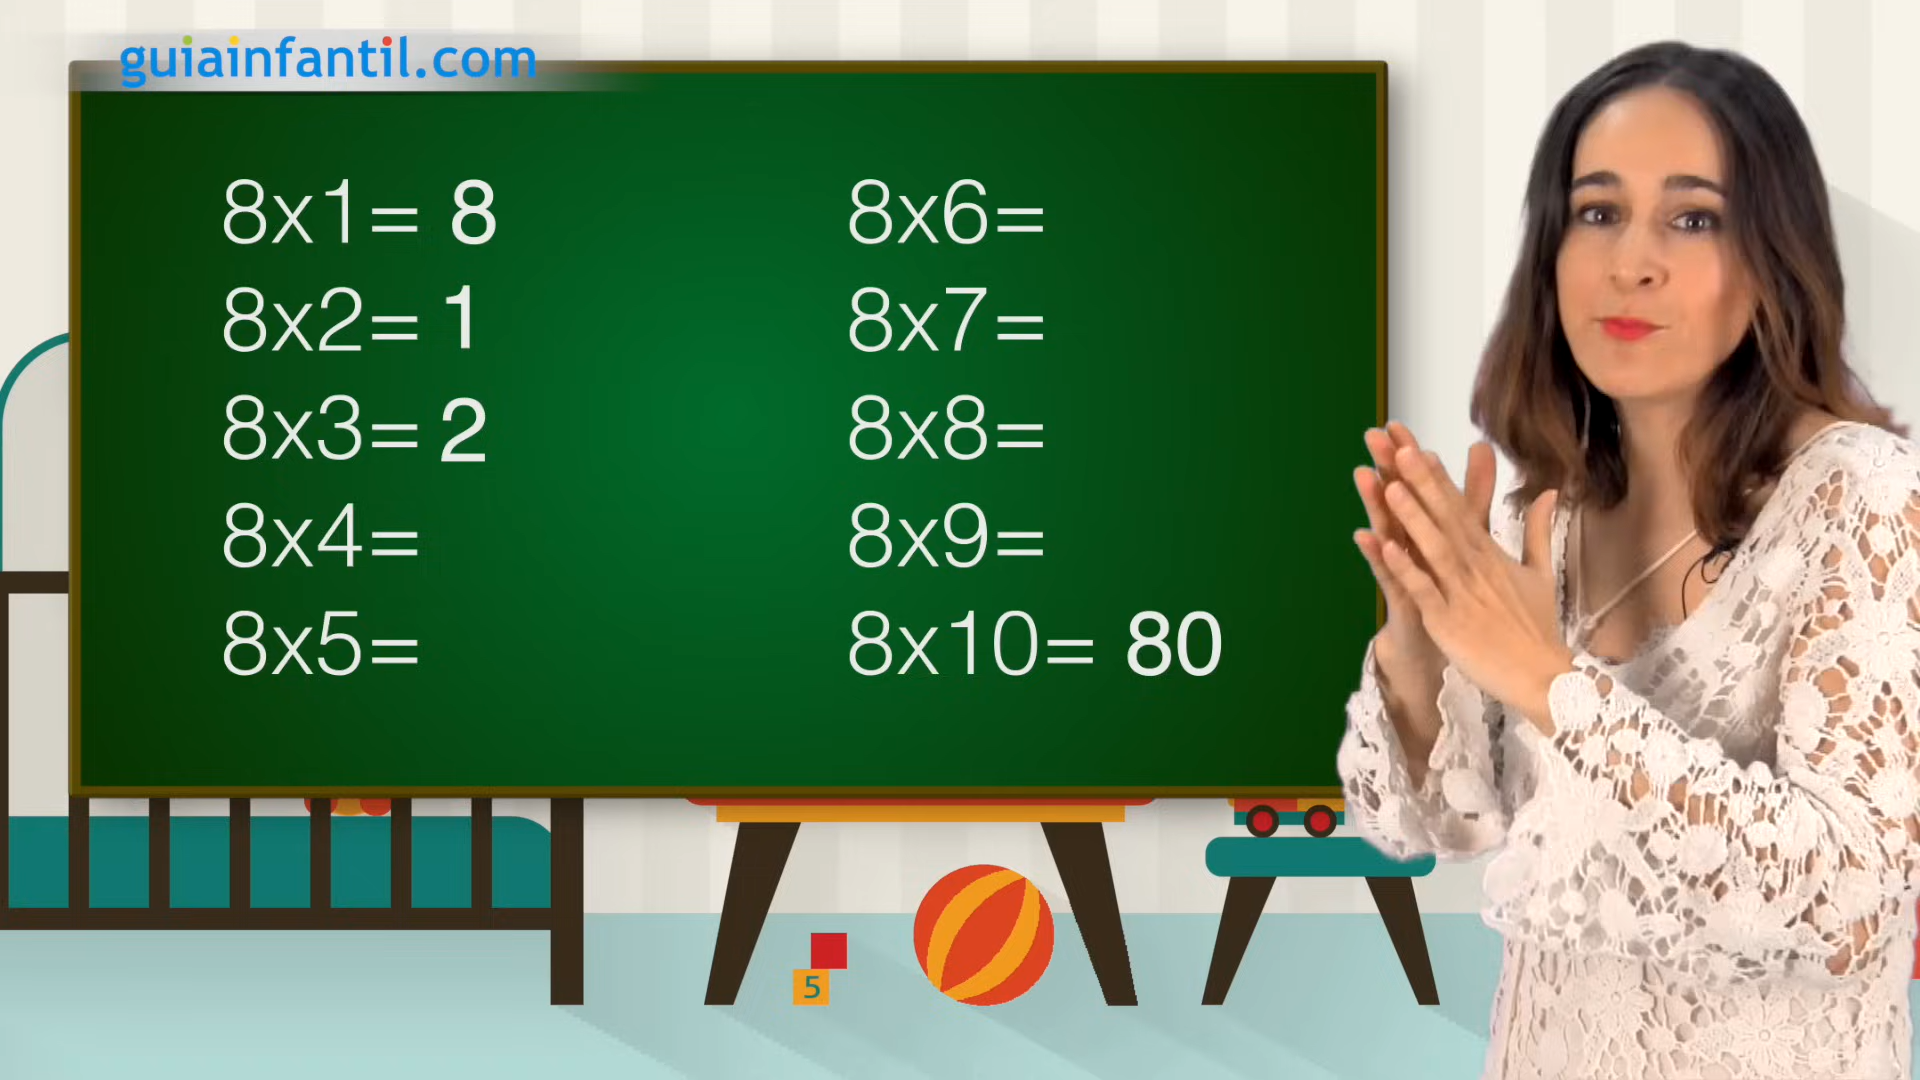 guiainfantil.com
8x1= 8
8x2= 1
8x3= 2
8x4=
8x5=
8x6=
8x7=
8x8=
8x9=
8x10= 80
5